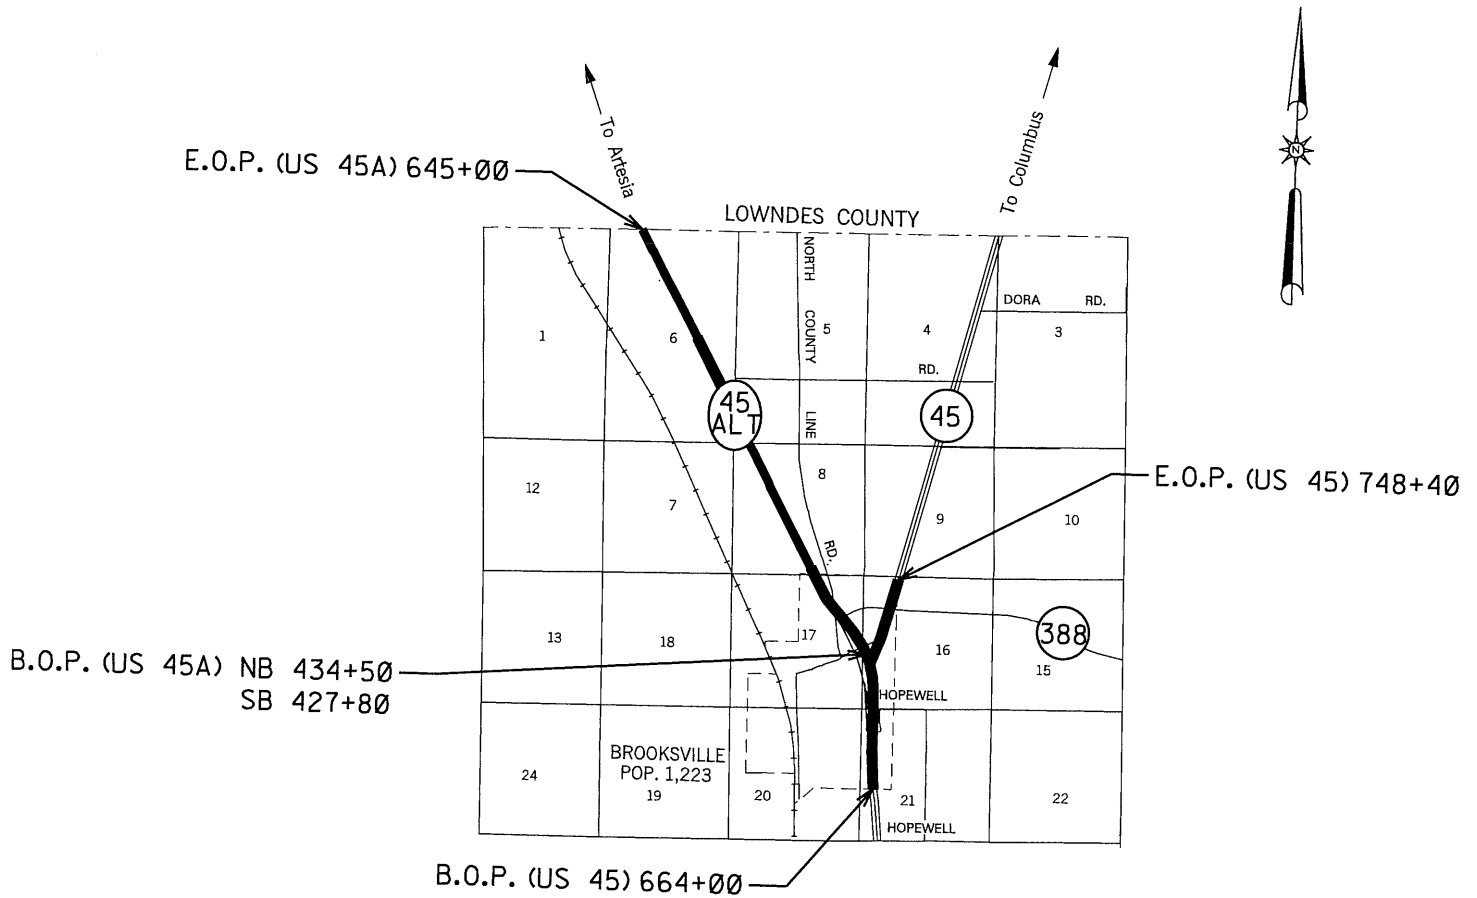 To Artesia
To Columbus
N
E.O.P. (US 45A) 645+00
LOWNDES COUNTY
NORTH COUNTY LINE RD.
DORA RD.
1
6
5
4
3
RD.
45
ALT
45
12
7
8
9
10
E.O.P. (US 45) 748+40
13
18
17
16
15
388
B.O.P. (US 45A) NB 434+50
SB 427+80
HOPEWELL
BROOKSVILLE
POP. 1,223
24
19
20
21
22
HOPEWELL
B.O.P. (US 45) 664+00